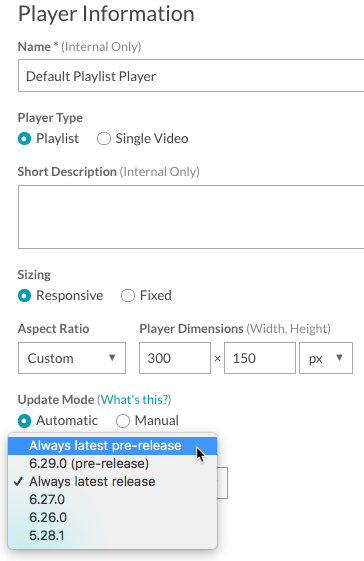 Player Information
Name * (Internal Only)
Default Playlist Player
Player Type
Playlist Single Video
Short Description (Internal Only)
Sizing
Responsive Fixed
Aspect Ratio Player Dimensions (Width, Height)
Custom 300 × 150 px
Update Mode (What's this?)
Automatic Manual
Always latest pre-release
6.29.0 (pre-release)
✓ Always latest release
6.27.0
6.26.0
5.28.1